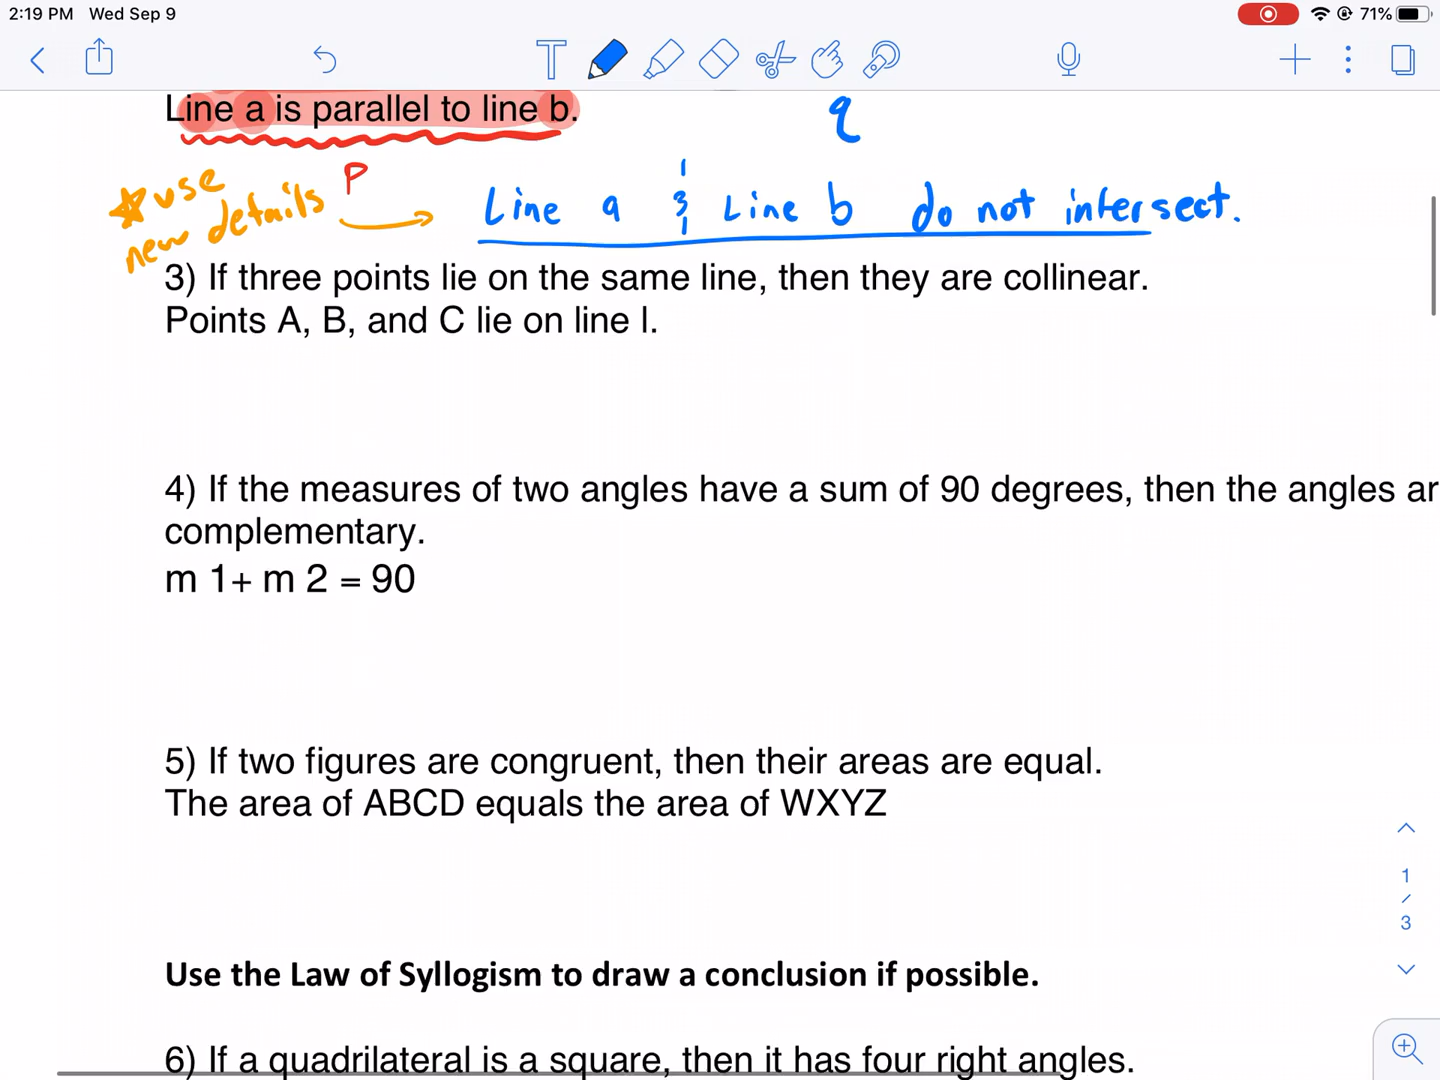 2:19 PM Wed Sep 9 71%
T
Line a is parallel to line b.
q
p
use
new details
Line a & Line b do not intersect.
3) If three points lie on the same line, then they are collinear.
Points A, B, and C lie on line l.
4) If the measures of two angles have a sum of 90 degrees, then the angles ar
complementary.
m 1+ m 2 = 90
5) If two figures are congruent, then their areas are equal.
The area of ABCD equals the area of WXYZ
1
/
3
Use the Law of Syllogism to draw a conclusion if possible.
6) If a quadrilateral is a square, then it has four right angles.